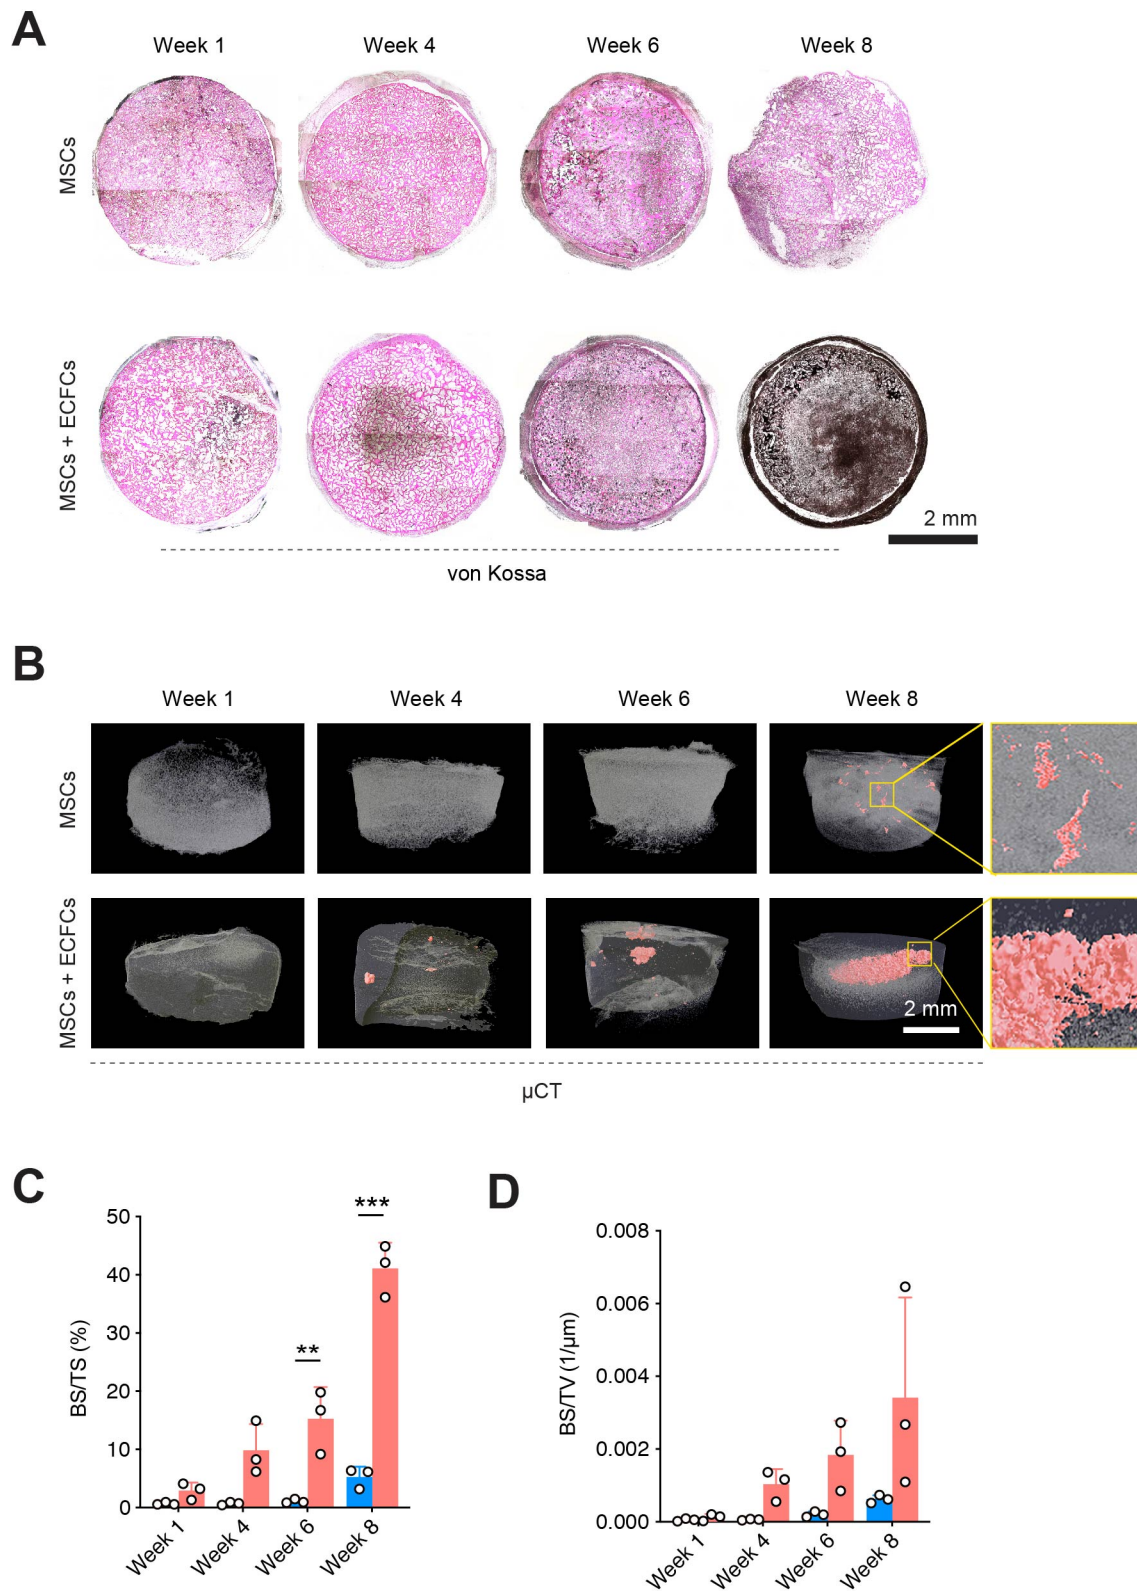 A
Week 1 Week 4 Week 6 Week 8
MSCs
MSCs + ECFCs
2 mm
von Kossa
B
Week 1 Week 4 Week 6 Week 8
MSCs
MSCs + ECFCs
2 mm
µCT
C
BS/TS (%)
50
40
30
20
10
0
**
***
Week 1 Week 4 Week 6 Week 8
D
BS/TV (1/µm)
0.008
0.006
0.004
0.002
0.000
Week 1 Week 4 Week 6 Week 8